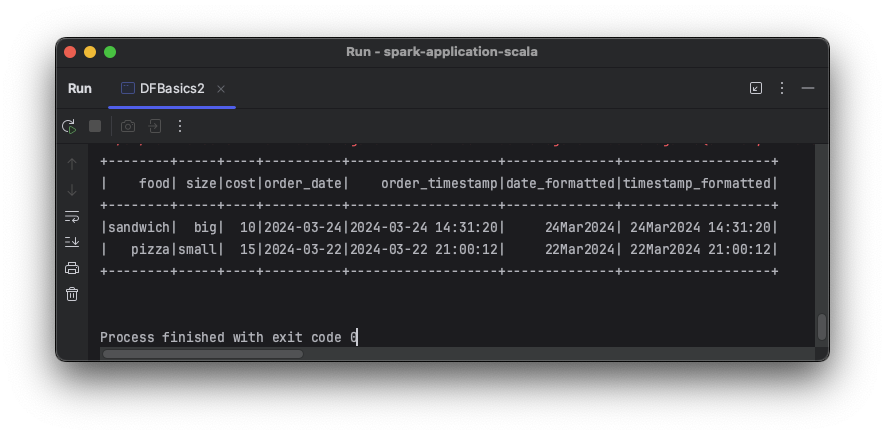 Run - spark-application-scala
Run DFBasics2
+--------+-----+----+----------+-------------------+--------------+-------------------+
|    food| size|cost|order_date|    order_timestamp|date_formatted|timestamp_formatted|
+--------+-----+----+----------+-------------------+--------------+-------------------+
|sandwich|  big|  10|2024-03-24|2024-03-24 14:31:20|     24Mar2024| 24Mar2024 14:31:20|
|   pizza|small|  15|2024-03-22|2024-03-22 21:00:12|     22Mar2024| 22Mar2024 21:00:12|
+--------+-----+----+----------+-------------------+--------------+-------------------+
Process finished with exit code 0